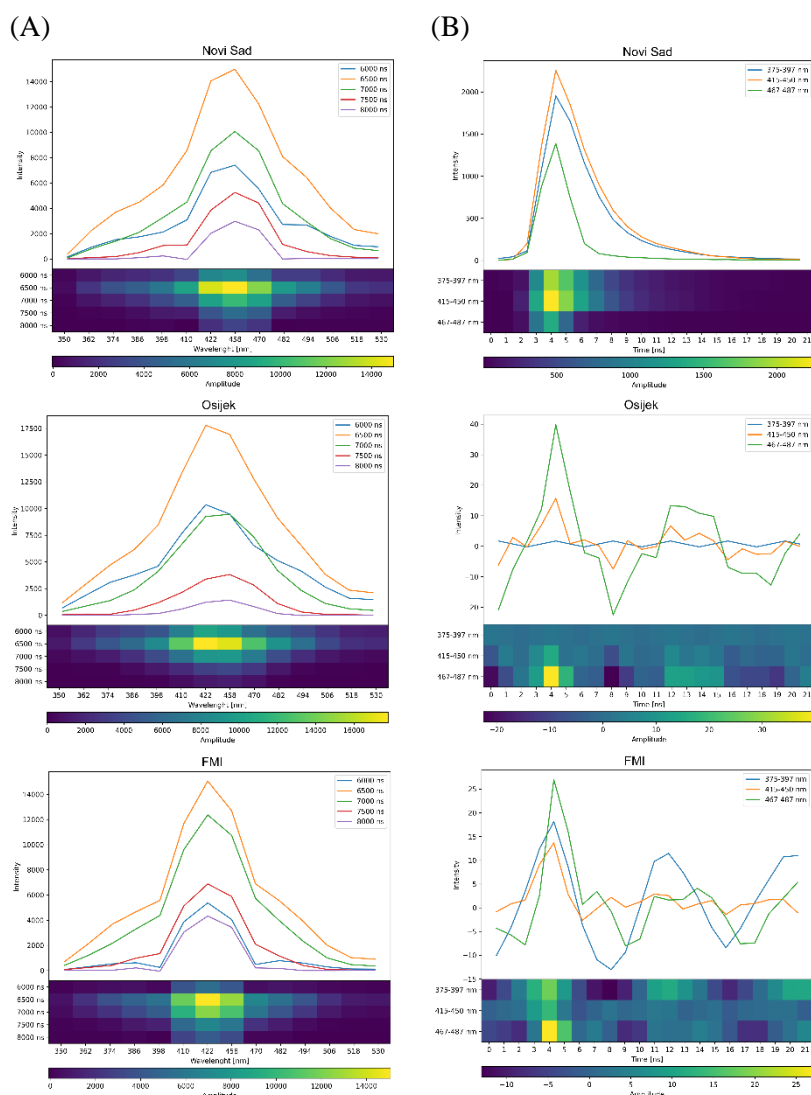 (A)
Novi Sad
6000 ns
6500 ns
7000 ns
7500 ns
8000 ns
14000
12000
10000
8000
6000
4000
2000
0
Intensity
6000 ns
6500 ns
7000 ns
7500 ns
8000 ns
350 362 374 386 398 410 422 458 470 482 494 506 518 530
Wavelenght [nm]
0 2000 4000 6000 8000 10000 12000 14000
Amplitude
Osijek
6000 ns
6500 ns
7000 ns
7500 ns
8000 ns
17500
15000
12500
10000
7500
5000
2500
0
Intensity
6000 ns
6500 ns
7000 ns
7500 ns
8000 ns
350 362 374 386 398 410 422 458 470 482 494 506 518 530
Wavelenght [nm]
0 2000 4000 6000 8000 10000 12000 14000 16000
Amplitude
FMI
6000 ns
6500 ns
7000 ns
7500 ns
8000 ns
14000
12000
10000
8000
6000
4000
2000
0
Intensity
6000 ns
6500 ns
7000 ns
7500 ns
8000 ns
350 362 374 386 398 410 422 458 470 482 494 506 518 530
Wavelenght [nm]
0 2000 4000 6000 8000 10000 12000 14000
Amplitude
(B)
Novi Sad
375-397 nm
415-450 nm
467-487 nm
2000
1500
1000
500
0
Intensity
375-397 nm
415-450 nm
467-487 nm
0 1 2 3 4 5 6 7 8 9 10 11 12 13 14 15 16 17 18 19 20 21
Time [ns]
500 1000 1500 2000
Amplitude
Osijek
375-397 nm
415-450 nm
467-487 nm
40
30
20
10
0
10
20
Intensity
375-397 nm
415-450 nm
467-487 nm
0 1 2 3 4 5 6 7 8 9 10 11 12 13 14 15 16 17 18 19 20 21
Time [ns]
−20 −10 0 10 20 30
Amplitude
FMI
375-397 nm
415-450 nm
467 487 nm
25
20
15
10
5
0
−5
−10
−15
Intensity
375-397 nm
415-450 nm
467-487 nm
0 1 2 3 4 5 6 7 8 9 10 11 12 13 14 15 16 17 18 19 20 21
Time [ns]
−10 −5 0 5 10 15 20 25
Amplitude